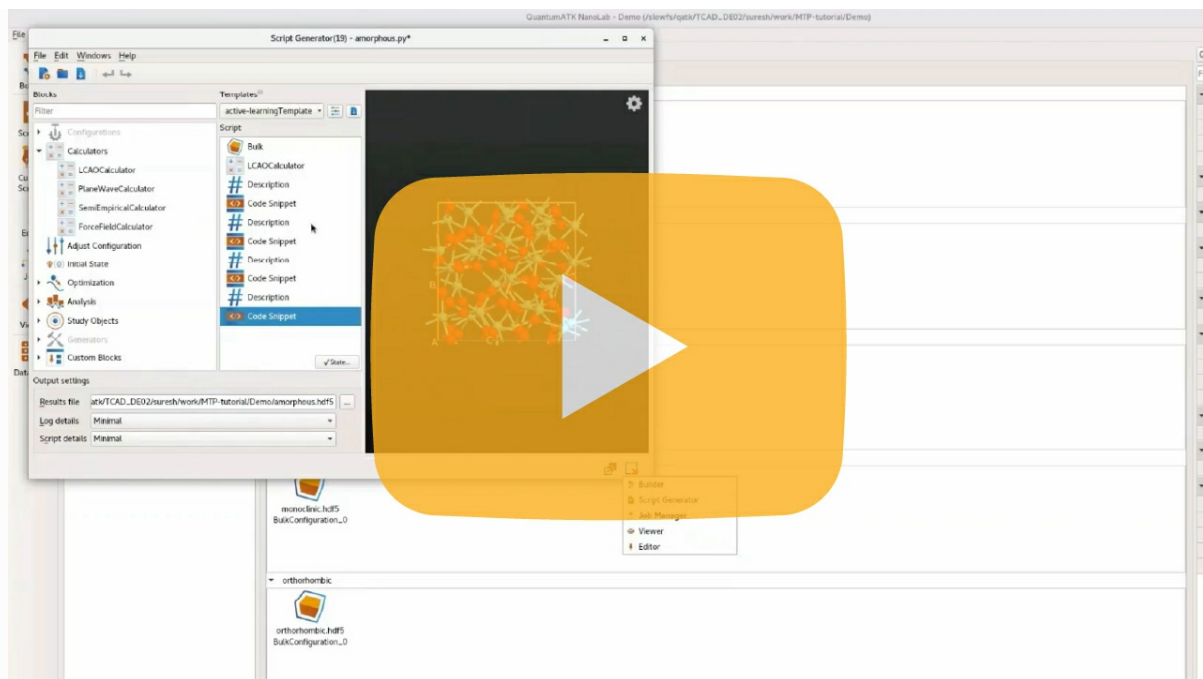 QuantumATK NanoLab - Demo (/slowfs/qatk/TCAD_DE02/suresh/work/MTP-tutorial/Demo)
File
Script Generator(19) - amorphous.py*
File Edit Windows Help
Blocks
Templates
Filter
active-learningTemplate
Script
Configurations
Calculators
LCAOCalculator
PlaneWaveCalculator
SemiEmpiricalCalculator
ForceFieldCalculator
Adjust Configuration
Initial State
Optimization
Analysis
Study Objects
Generators
Custom Blocks
Bulk
LCAOCalculator
Description
Code Snippet
Description
Code Snippet
Description
Code Snippet
Description
Code Snippet
State...
B
A
C
Output settings
Results file atk/TCAD_DE02/suresh/work/MTP-tutorial/Demo/amorphous.hdf5 ...
Log details Minimal
Script details Minimal
Builder
Script Generator
Job Manager
Viewer
Editor
monoclinic.hdf5
BulkConfiguration_0
orthorhombic
orthorhombic.hdf5
BulkConfiguration_0